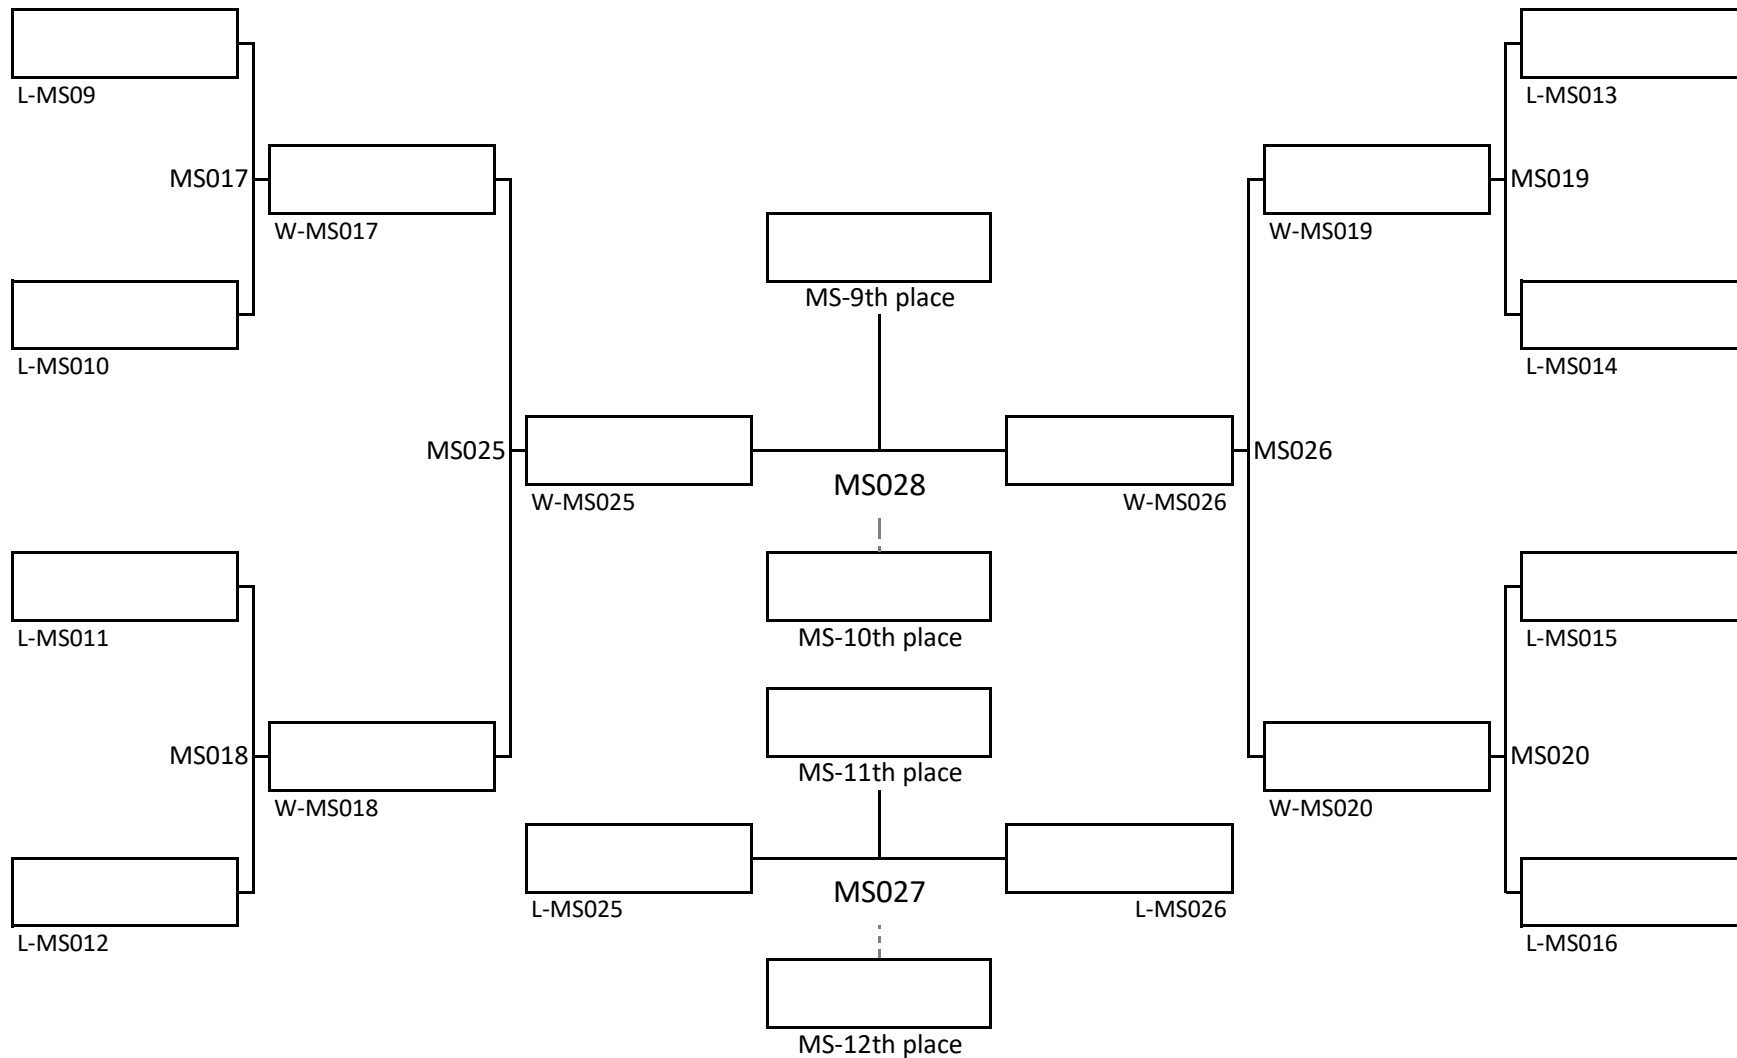 L-MS09
L-MS013
MS017
MS019
W-MS017
W-MS019
MS-9th place
L-MS010
L-MS014
MS025
MS026
MS028
W-MS025
W-MS026
L-MS011
MS-10th place
L-MS015
MS018
MS-11th place
MS020
W-MS018
W-MS020
MS027
L-MS025
L-MS026
L-MS012
L-MS016
MS-12th place